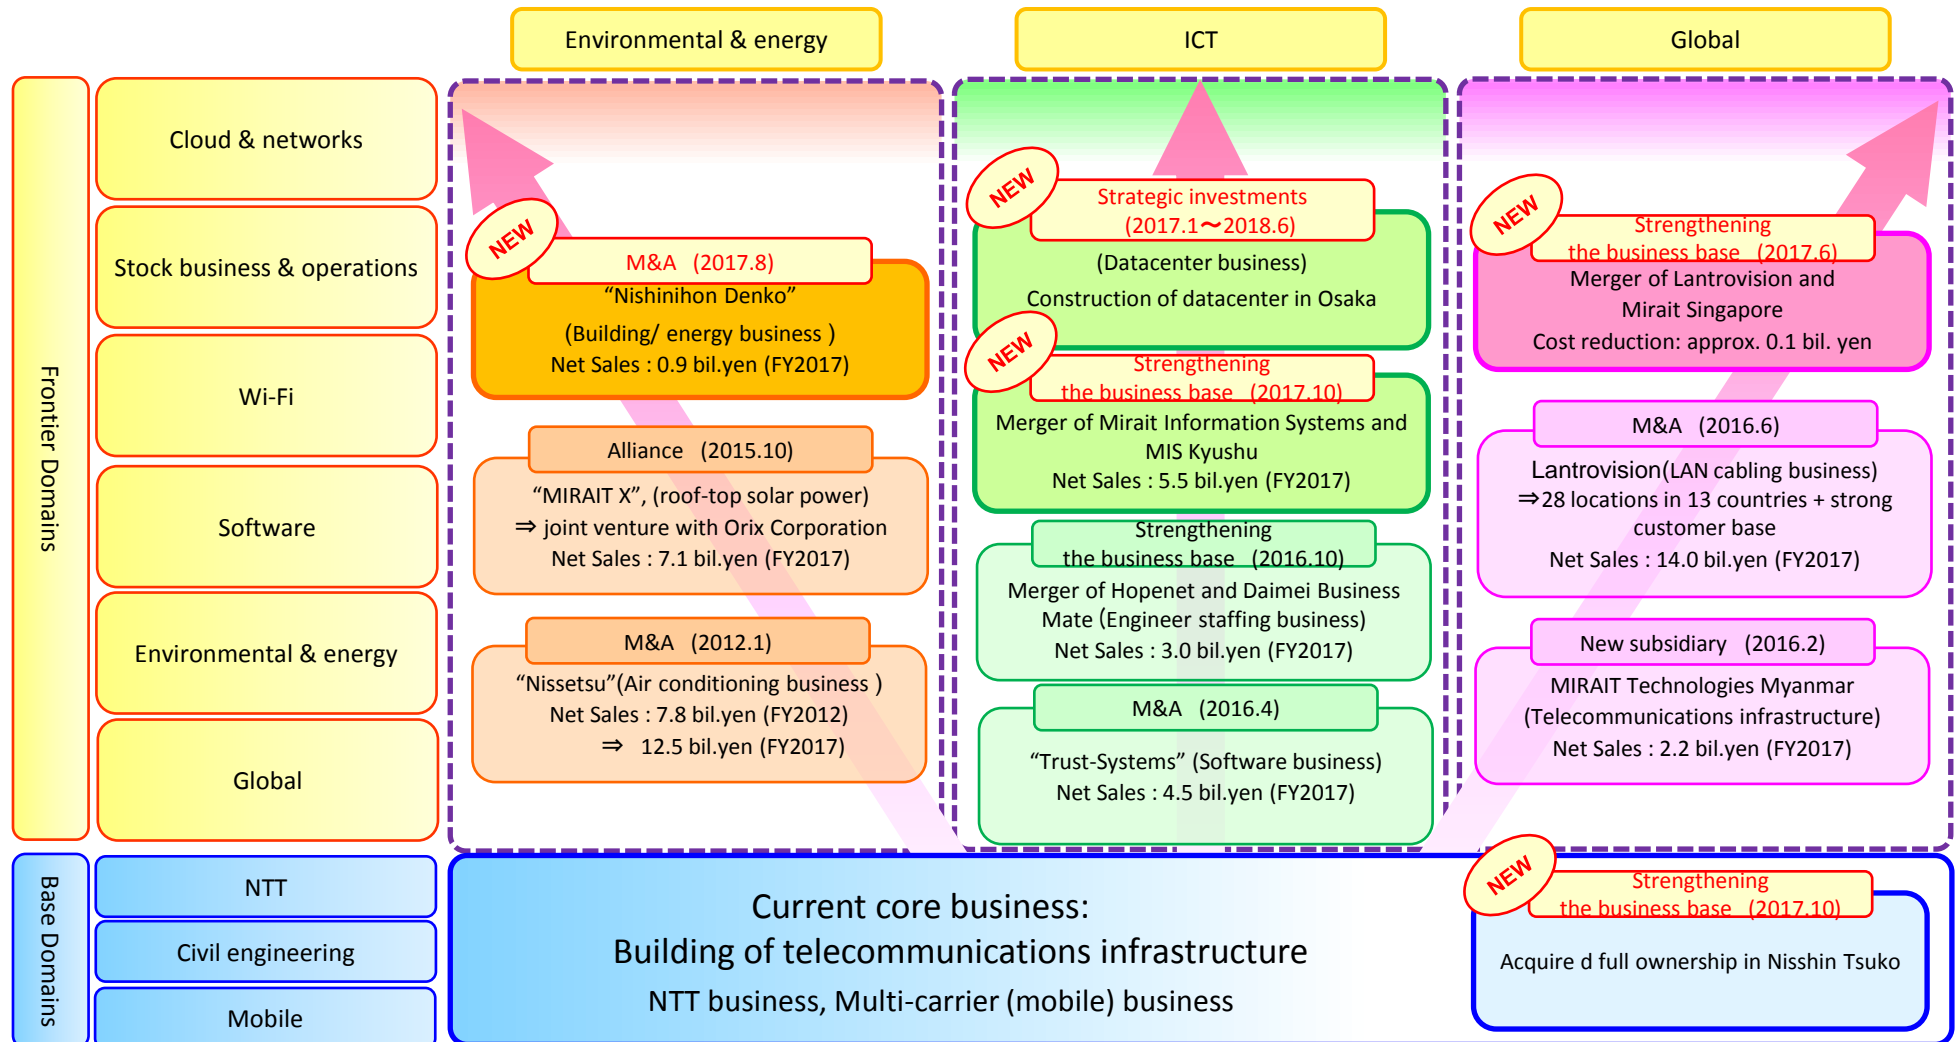 Environmental & energy
ICT
Global
Frontier Domains
Cloud & networks
Stock business & operations
Wi-Fi
Software
Environmental & energy
Global
NEW
M&A (2017.8)
“Nishinihon Denko”
(Building/ energy business )
Net Sales : 0.9 bil.yen (FY2017)
Alliance (2015.10)
“MIRAIT X”, (roof-top solar power)
⇒ joint venture with Orix Corporation
Net Sales : 7.1 bil.yen (FY2017)
M&A (2012.1)
“Nissetsu”(Air conditioning business )
Net Sales : 7.8 bil.yen (FY2012)
⇒ 12.5 bil.yen (FY2017)
NEW
Strategic investments
(2017.1～2018.6)
(Datacenter business)
Construction of datacenter in Osaka
NEW
Strengthening
the business base (2017.10)
Merger of Mirait Information Systems and
MIS Kyushu
Net Sales : 5.5 bil.yen (FY2017)
Strengthening
the business base (2016.10)
Merger of Hopenet and Daimei Business
Mate (Engineer staffing business)
Net Sales : 3.0 bil.yen (FY2017)
M&A (2016.4)
“Trust-Systems” (Software business)
Net Sales : 4.5 bil.yen (FY2017)
NEW
Strengthening
the business base (2017.6)
Merger of Lantrovision and
Mirait Singapore
Cost reduction: approx. 0.1 bil. yen
M&A (2016.6)
Lantrovision(LAN cabling business)
⇒28 locations in 13 countries + strong
customer base
Net Sales : 14.0 bil.yen (FY2017)
New subsidiary (2016.2)
MIRAIT Technologies Myanmar
(Telecommunications infrastructure)
Net Sales : 2.2 bil.yen (FY2017)
Base Domains
NTT
Civil engineering
Mobile
Current core business:
Building of telecommunications infrastructure
NTT business, Multi-carrier (mobile) business
NEW
Strengthening
the business base (2017.10)
Acquire d full ownership in Nisshin Tsuko